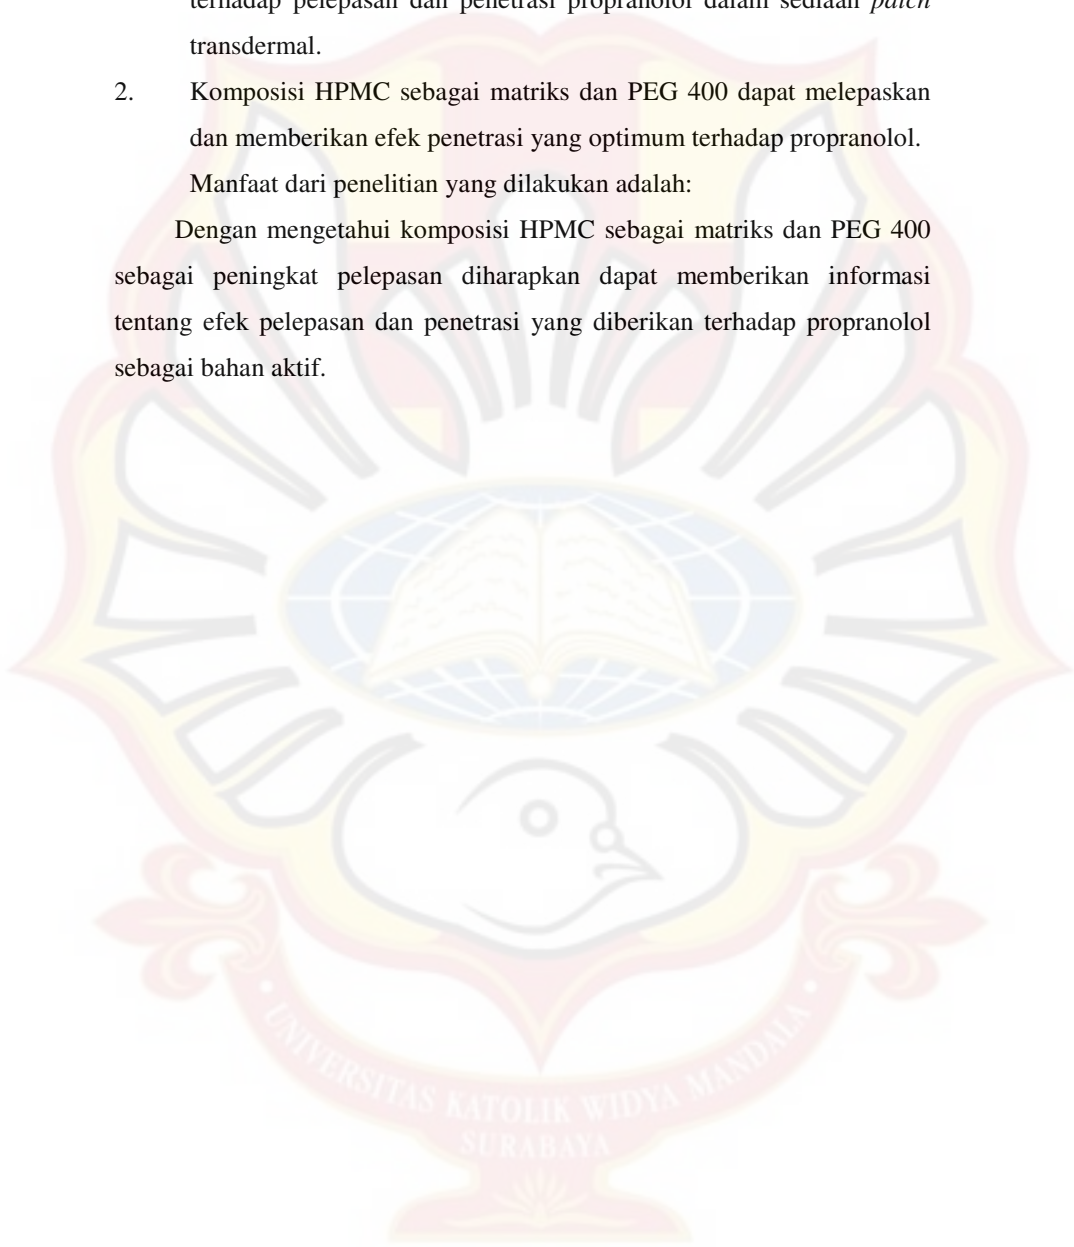 terhadap pelepasan dan penetrasi propranolol dalam sediaan patch
transdermal.
2. Komposisi HPMC sebagai matriks dan PEG 400 dapat melepaskan
dan memberikan efek penetrasi yang optimum terhadap propranolol.
Manfaat dari penelitian yang dilakukan adalah:
Dengan mengetahui komposisi HPMC sebagai matriks dan PEG 400
sebagai peningkat pelepasan diharapkan dapat memberikan informasi
tentang efek pelepasan dan penetrasi yang diberikan terhadap propranolol
sebagai bahan aktif.
UNIVERSITAS KATOLIK WIDYA MANDALA
SURABAYA